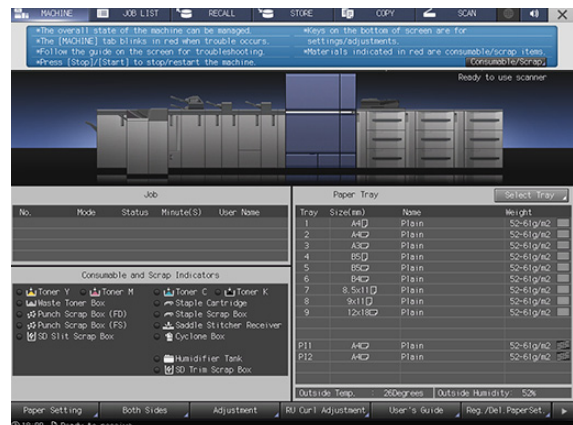 MACHINE JOB LIST RECALL STORE COPY SCAN
*The overall state of the machine can be managed.
*The [MACHINE] tab blinks in red when trouble occurs.
*Follow the guide on the screen for troubleshooting.
*Press [Stop]/[Start] to stop/restart the machine.
*Keys on the bottom of screen are for
settings/adjustments.
*Materials indicated in red are consumable/scrap items.
Consumable/Scrap
Ready to use scanner
Job
No. Mode Status Minute(S) User Name
Consumable and Scrap Indicators
Toner Y Toner M Toner C Toner K
Waste Toner Box Staple Cartridge
Punch Scrap Box (FD) Staple Scrap Box
Punch Scrap Box (FS) Saddle Stitcher Receiver
SD Slit Scrap Box Cyclone Box
Humidifier Tank
SD Trim Scrap Box
Paper Tray Select Tray
Tray Size(mm) Name Weight
1 A4 Plain 52-61g/m2
2 A4 Plain 52-61g/m2
3 A3 Plain 52-61g/m2
4 B5 Plain 52-61g/m2
5 B5 Plain 52-61g/m2
6 B4 Plain 52-61g/m2
7 8.5x11 Plain 52-61g/m2
8 9x11 Plain 52-61g/m2
9 12x18 Plain 52-61g/m2
PI1 A4 Plain 52-61g/m2
PI2 A4 Plain 52-61g/m2
Outside Temp. : 26Degrees Outside Humidity: 52%
Paper Setting Both Sides Adjustment RU Curl Adjustment User's Guide Reg./Del.PaperSet.